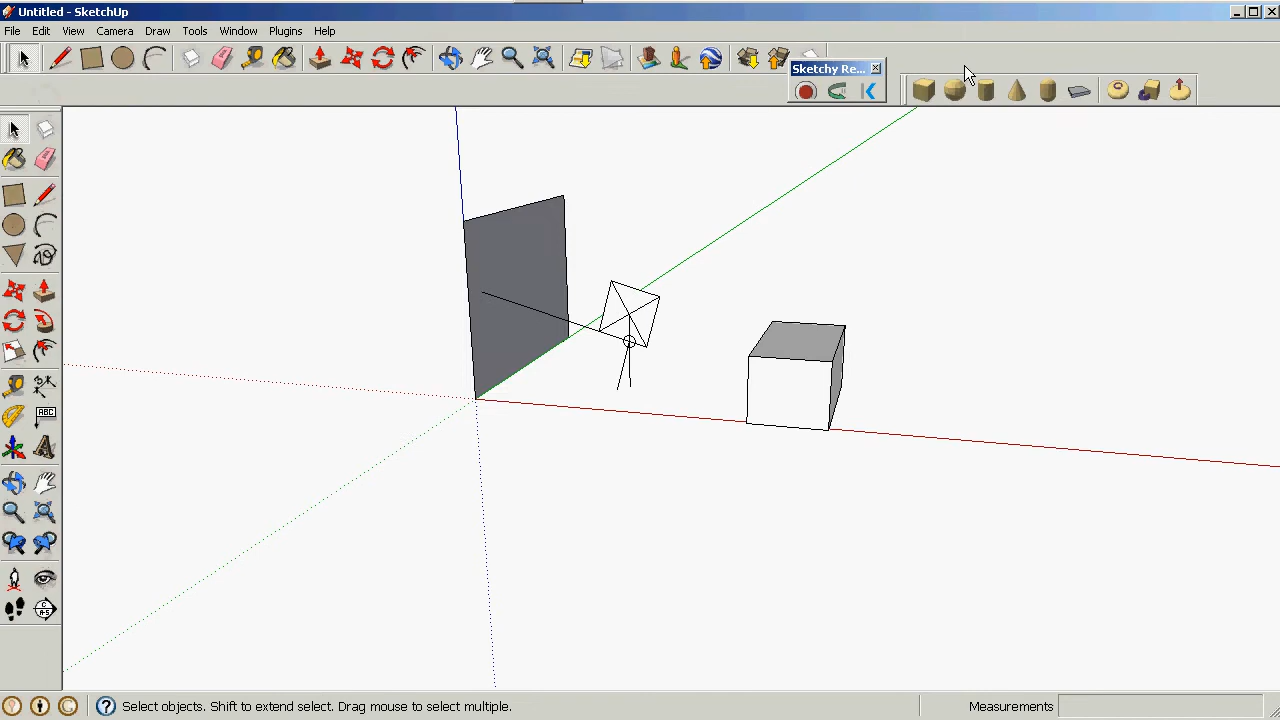 Untitled - SketchUp
File Edit View Camera Draw Tools Window Plugins Help
Sketchy Re...
ABC
Select objects. Shift to extend select. Drag mouse to select multiple.
Measurements